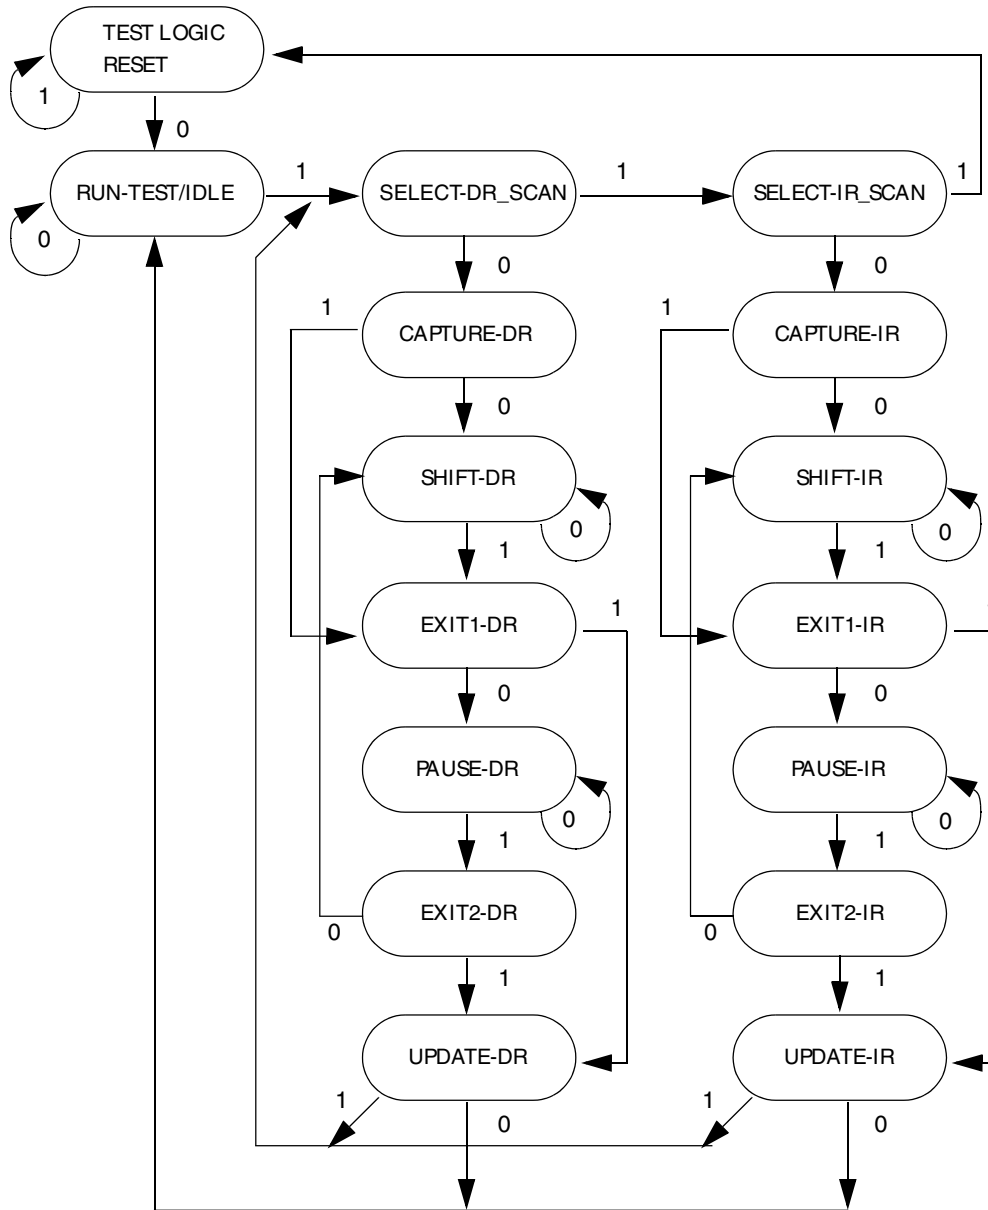 TEST LOGIC
RESET
1
0
RUN-TEST/IDLE
1
SELECT-DR_SCAN
1
SELECT-IR_SCAN
1
0
0
0
1
CAPTURE-DR
1
CAPTURE-IR
0
0
SHIFT-DR
0
SHIFT-IR
0
1
1
EXIT1-DR
1
EXIT1-IR
0
0
PAUSE-DR
0
PAUSE-IR
0
1
1
EXIT2-DR
0
EXIT2-IR
0
1
1
UPDATE-DR
UPDATE-IR
1
0
1
0